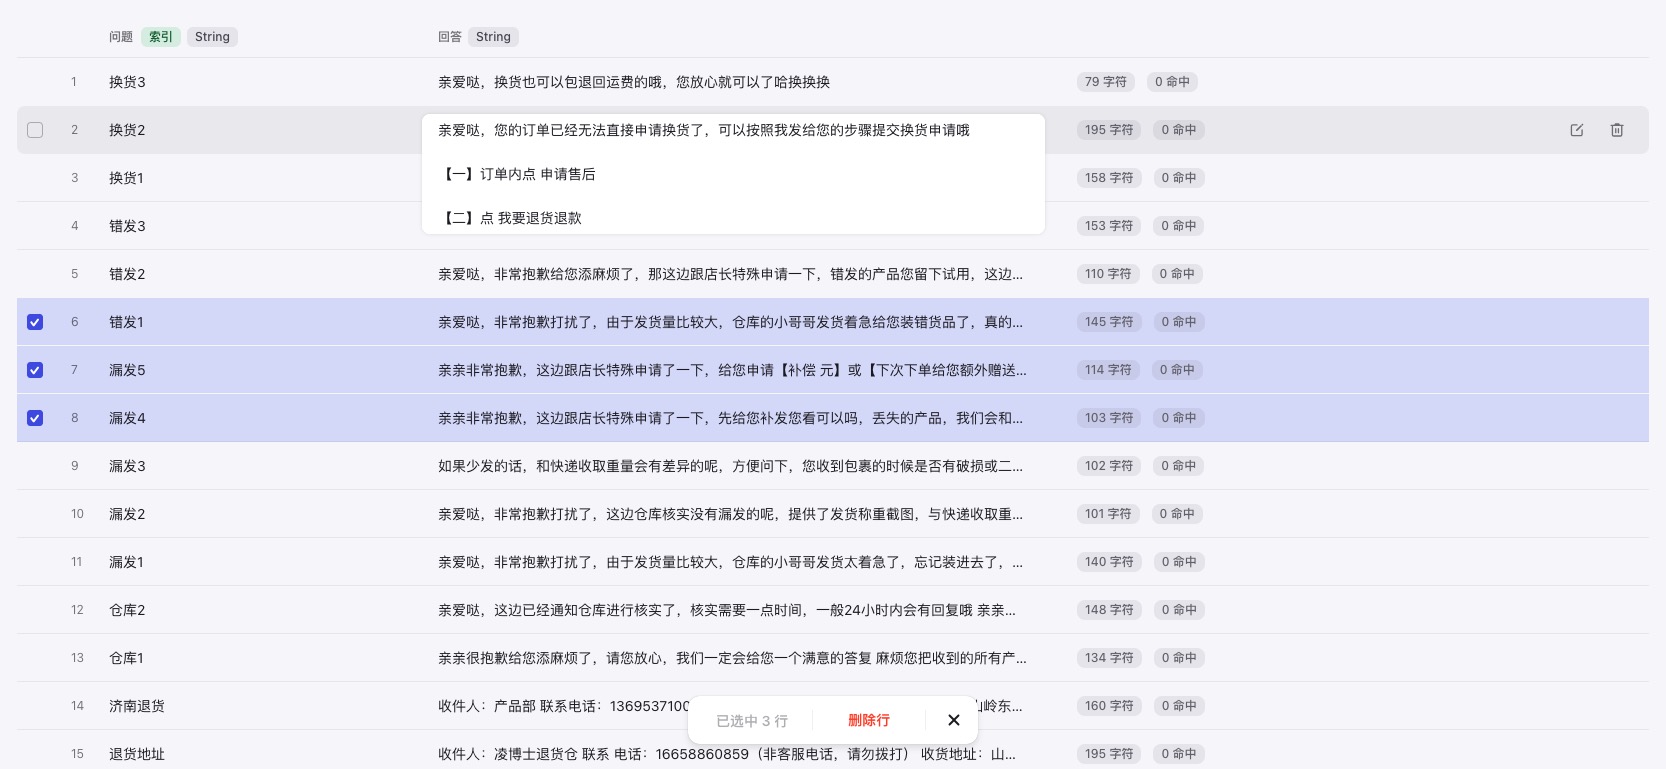 问题 索引 String 回答 String
1 换货3 亲爱哒，换货也可以包退回运费的哦，您放心就可以了哈换换换 79 字符 0 命中
2 换货2 亲爱哒，您的订单已经无法直接申请换货了，可以按照我发给您的步骤提交换货申请哦 195 字符 0 命中
【一】订单内点 申请售后
3 换货1 158 字符 0 命中
【二】点 我要退货退款
4 错发3 153 字符 0 命中
5 错发2 亲爱哒，非常抱歉给您添麻烦了，那这边跟店长特殊申请一下，错发的产品您留下试用，这边... 110 字符 0 命中
6 错发1 亲爱哒，非常抱歉打扰了，由于发货量比较大，仓库的小哥哥发货着急给您装错货品了，真的... 145 字符 0 命中
7 漏发5 亲亲非常抱歉，这边跟店长特殊申请了一下，给您申请【补偿 元】或【下次下单给您额外赠送... 114 字符 0 命中
8 漏发4 亲亲非常抱歉，这边跟店长特殊申请了一下，先给您补发您看可以吗，丢失的产品，我们会和... 103 字符 0 命中
9 漏发3 如果少发的话，和快递收取重量会有差异的呢，方便问下，您收到包裹的时候是否有破损或二... 102 字符 0 命中
10 漏发2 亲爱哒，非常抱歉打扰了，这边仓库核实没有漏发的呢，提供了发货称重截图，与快递收取重... 101 字符 0 命中
11 漏发1 亲爱哒，非常抱歉打扰了，由于发货量比较大，仓库的小哥哥发货太着急了，忘记装进去了，... 140 字符 0 命中
12 仓库2 亲爱哒，这边已经通知仓库进行核实了，核实需要一点时间，一般24小时内会有回复哦 亲亲... 148 字符 0 命中
13 仓库1 亲亲很抱歉给您添麻烦了，请您放心，我们一定会给您一个满意的答复 麻烦您把收到的所有产... 134 字符 0 命中
14 济南退货 收件人：产品部 联系电话：1369537100 岭东... 160 字符 0 命中
已选中 3 行 删除行
15 退货地址 收件人：凌博士退货仓 联系 电话：16658860859（非客服电话，请勿拨打） 收货地址：山... 195 字符 0 命中